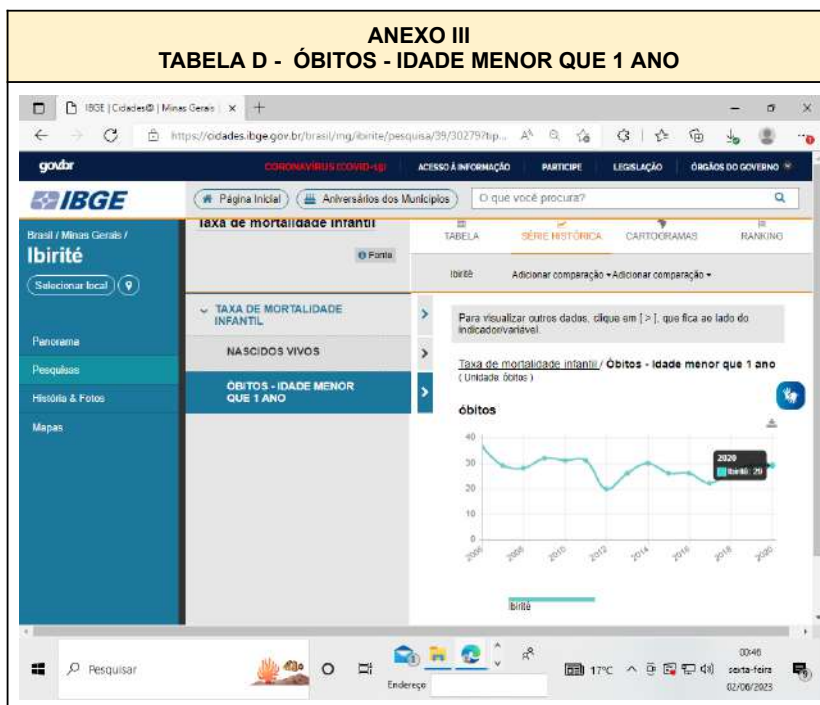 ANEXO III
TABELA D - ÓBITOS - IDADE MENOR QUE 1 ANO
IBGE | Cidades@ | Minas Gerais |
https://cidades.ibge.gov.br/brasil/mg/ibirite/pesquisa/39/30279?tip...
govbr
CORONAVÍRUS (COVID-19)
ACESSO À INFORMAÇÃO
PARTICIPE
LEGISLAÇÃO
ÓRGÃOS DO GOVERNO
IBGE
Página Inicial
Aniversários dos Municípios
O que você procura?
Brasil / Minas Gerais /
Ibirité
Selecionar local
Panorama
Pesquisas
História & Fotos
Mapas
Taxa de mortalidade infantil
Fonte
TAXA DE MORTALIDADE
INFANTIL
NASCIDOS VIVOS
ÓBITOS - IDADE MENOR
QUE 1 ANO
TABELA
SÉRIE HISTÓRICA
CARTOGRAMAS
RANKING
Ibirité
Adicionar comparação
Adicionar comparação
Para visualizar outros dados, clique em [ > ], que fica ao lado do
indicador/variável.
Taxa de mortalidade infantil / Óbitos - Idade menor que 1 ano
( Unidade: óbitos )
óbitos
40
30
20
10
0
2006
2008
2010
2012
2014
2016
2018
2020
2020
Ibirité: 29
Ibirité
Pesquisar
Endereço
17°C
00:46
sexta-feira
02/06/2023